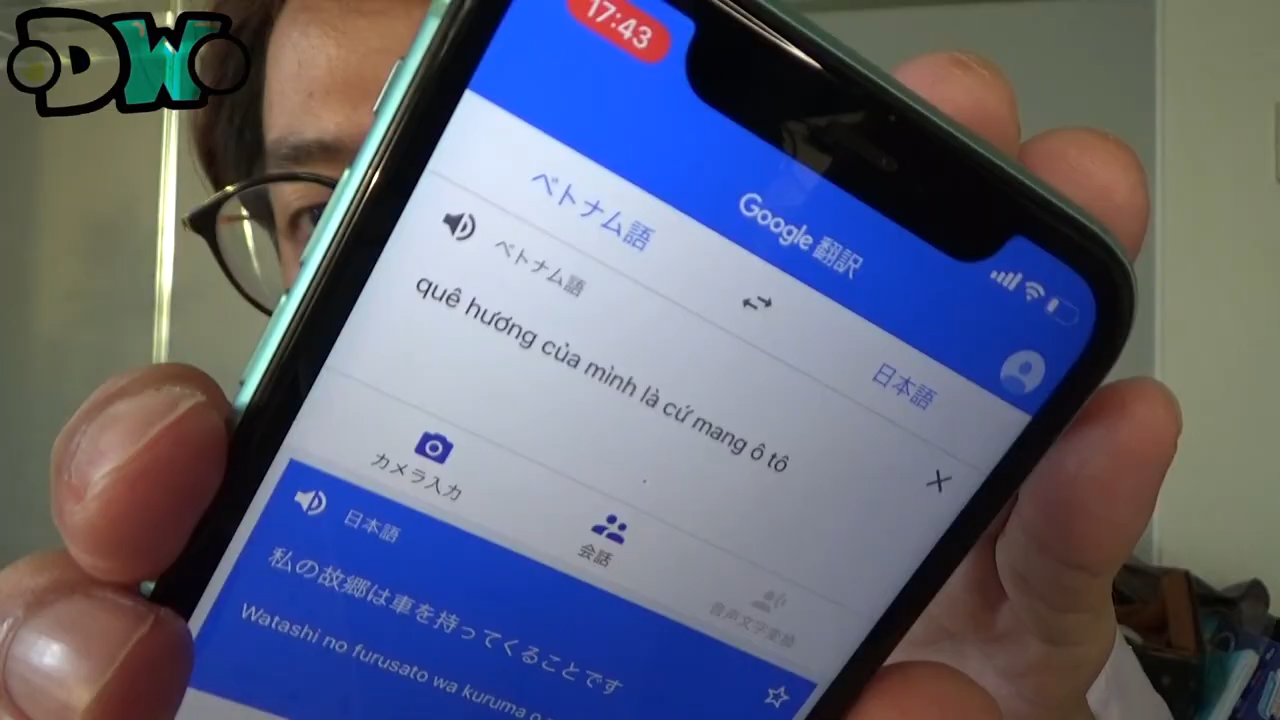 DW
17:43
Google 翻訳
ベトナム語
日本語
ベトナム語
quê hương của mình là cứ mang ô tô
カメラ入力
会話
音声文字変換
日本語
私の故郷は車を持ってくることです
Watashi no furusato wa kuruma o